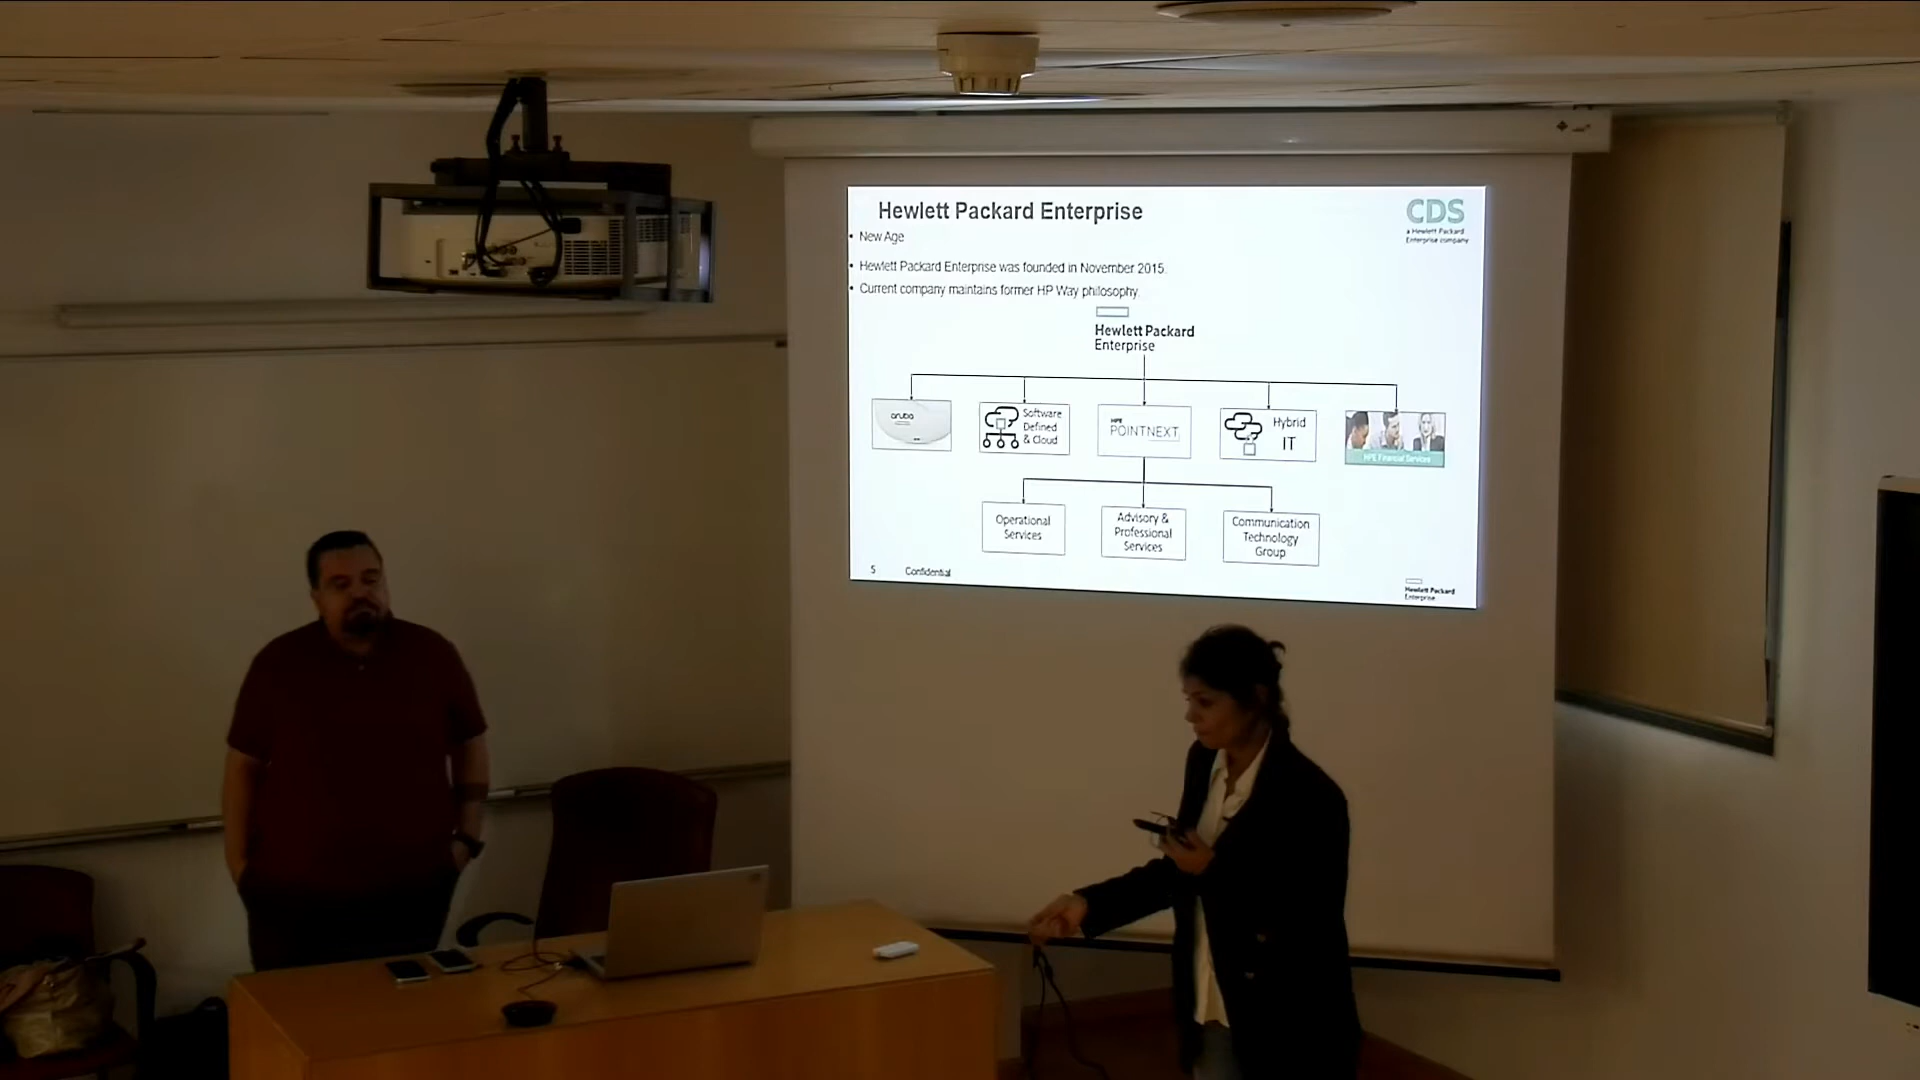 Hewlett Packard Enterprise
CDS
a Hewlett Packard
Enterprise company
• New Age
• Hewlett Packard Enterprise was founded in November 2015.
• Current company maintains former HP Way philosophy.
Hewlett Packard
Enterprise
aruba
Software
Defined
& Cloud
HPE
POINTNEXT
Hybrid
IT
HPE Financial Services
Operational
Services
Advisory &
Professional
Services
Communication
Technology
Group
5 Confidential
Hewlett Packard
Enterprise